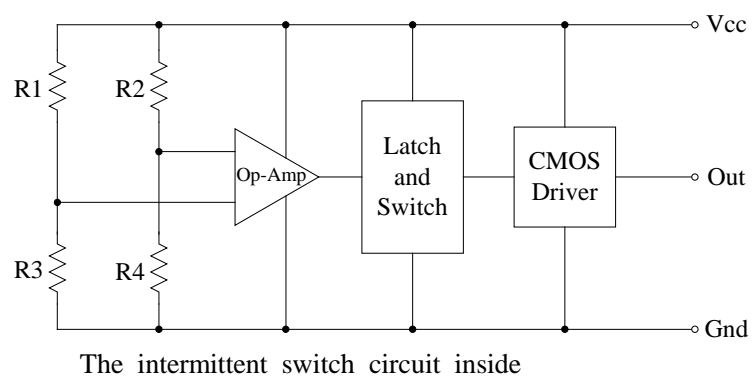 Vcc
R1
R2
Op-Amp
Latch
and
Switch
CMOS
Driver
Out
R3
R4
Gnd
The intermittent switch circuit inside